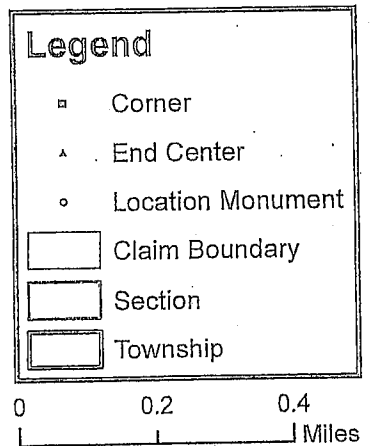 Legend
Corner
End Center
Location Monument
Claim Boundary
Section
Township
0 0.2 0.4
Miles